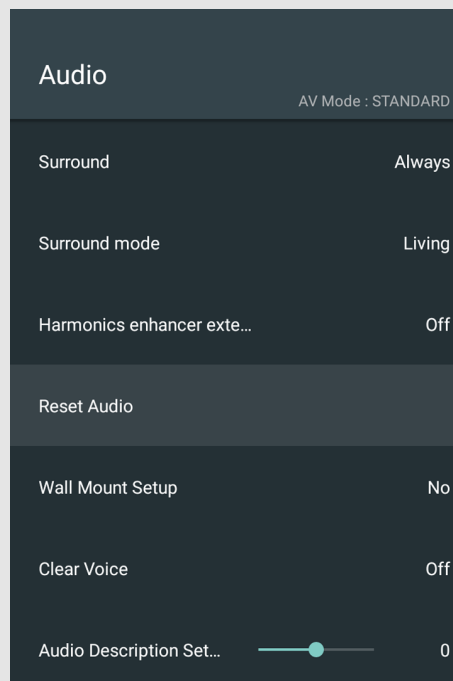 Audio
AV Mode : STANDARD
Surround Always
Surround mode Living
Harmonics enhancer exte... Off
Reset Audio
Wall Mount Setup No
Clear Voice Off
Audio Description Set... 0